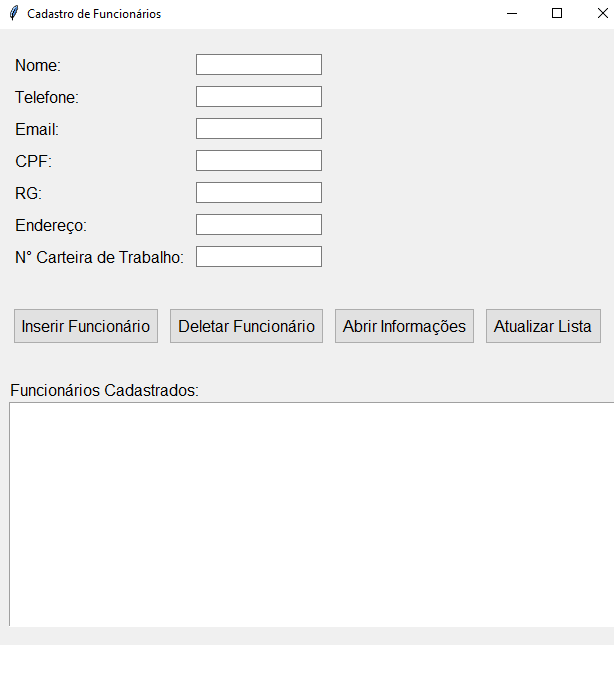 Cadastro de Funcionários
Nome:
Telefone:
Email:
CPF:
RG:
Endereço:
N° Carteira de Trabalho:
Inserir Funcionário Deletar Funcionário Abrir Informações Atualizar Lista
Funcionários Cadastrados: